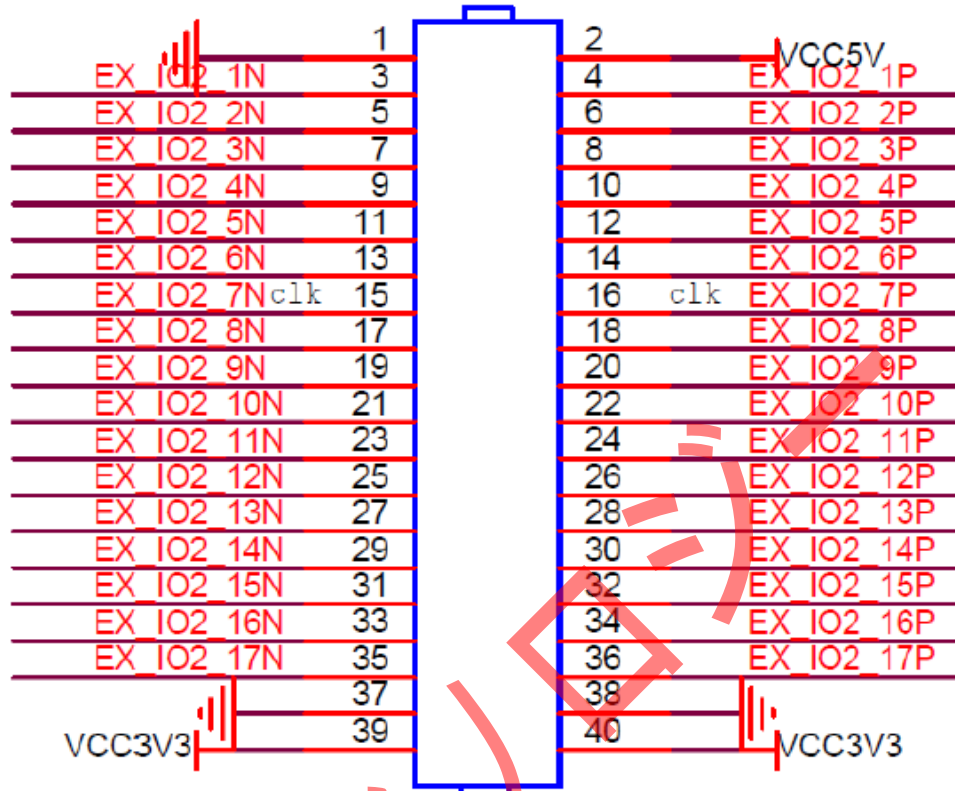 1 2 VCC5V
EX_IO2_1N 3 4 EX_IO2_1P
EX_IO2_2N 5 6 EX_IO2_2P
EX_IO2_3N 7 8 EX_IO2_3P
EX_IO2_4N 9 10 EX_IO2_4P
EX_IO2_5N 11 12 EX_IO2_5P
EX_IO2_6N 13 14 EX_IO2_6P
EX_IO2_7N clk 15 16 clk EX_IO2_7P
EX_IO2_8N 17 18 EX_IO2_8P
EX_IO2_9N 19 20 EX_IO2_9P
EX_IO2_10N 21 22 EX_IO2_10P
EX_IO2_11N 23 24 EX_IO2_11P
EX_IO2_12N 25 26 EX_IO2_12P
EX_IO2_13N 27 28 EX_IO2_13P
EX_IO2_14N 29 30 EX_IO2_14P
EX_IO2_15N 31 32 EX_IO2_15P
EX_IO2_16N 33 34 EX_IO2_16P
EX_IO2_17N 35 36 EX_IO2_17P
37 38
VCC3V3 39 40 VCC3V3